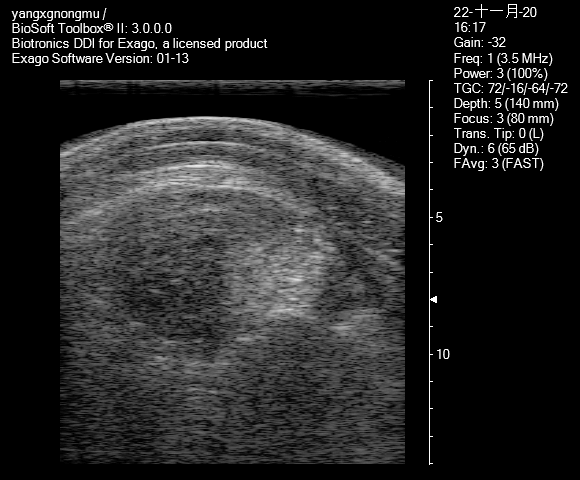 yangxgnongmu /
BioSoft Toolbox® II: 3.0.0.0
Biotronics DDI for Exago, a licensed product
Exago Software Version: 01-13
22-十一月-20
16:17
Gain: -32
Freq: 1 (3.5 MHz)
Power: 3 (100%)
TGC: 72/-16/-64/-72
Depth: 5 (140 mm)
Focus: 3 (80 mm)
Trans. Tip: 0 (L)
Dyn.: 6 (65 dB)
FAvg: 3 (FAST)
5
10